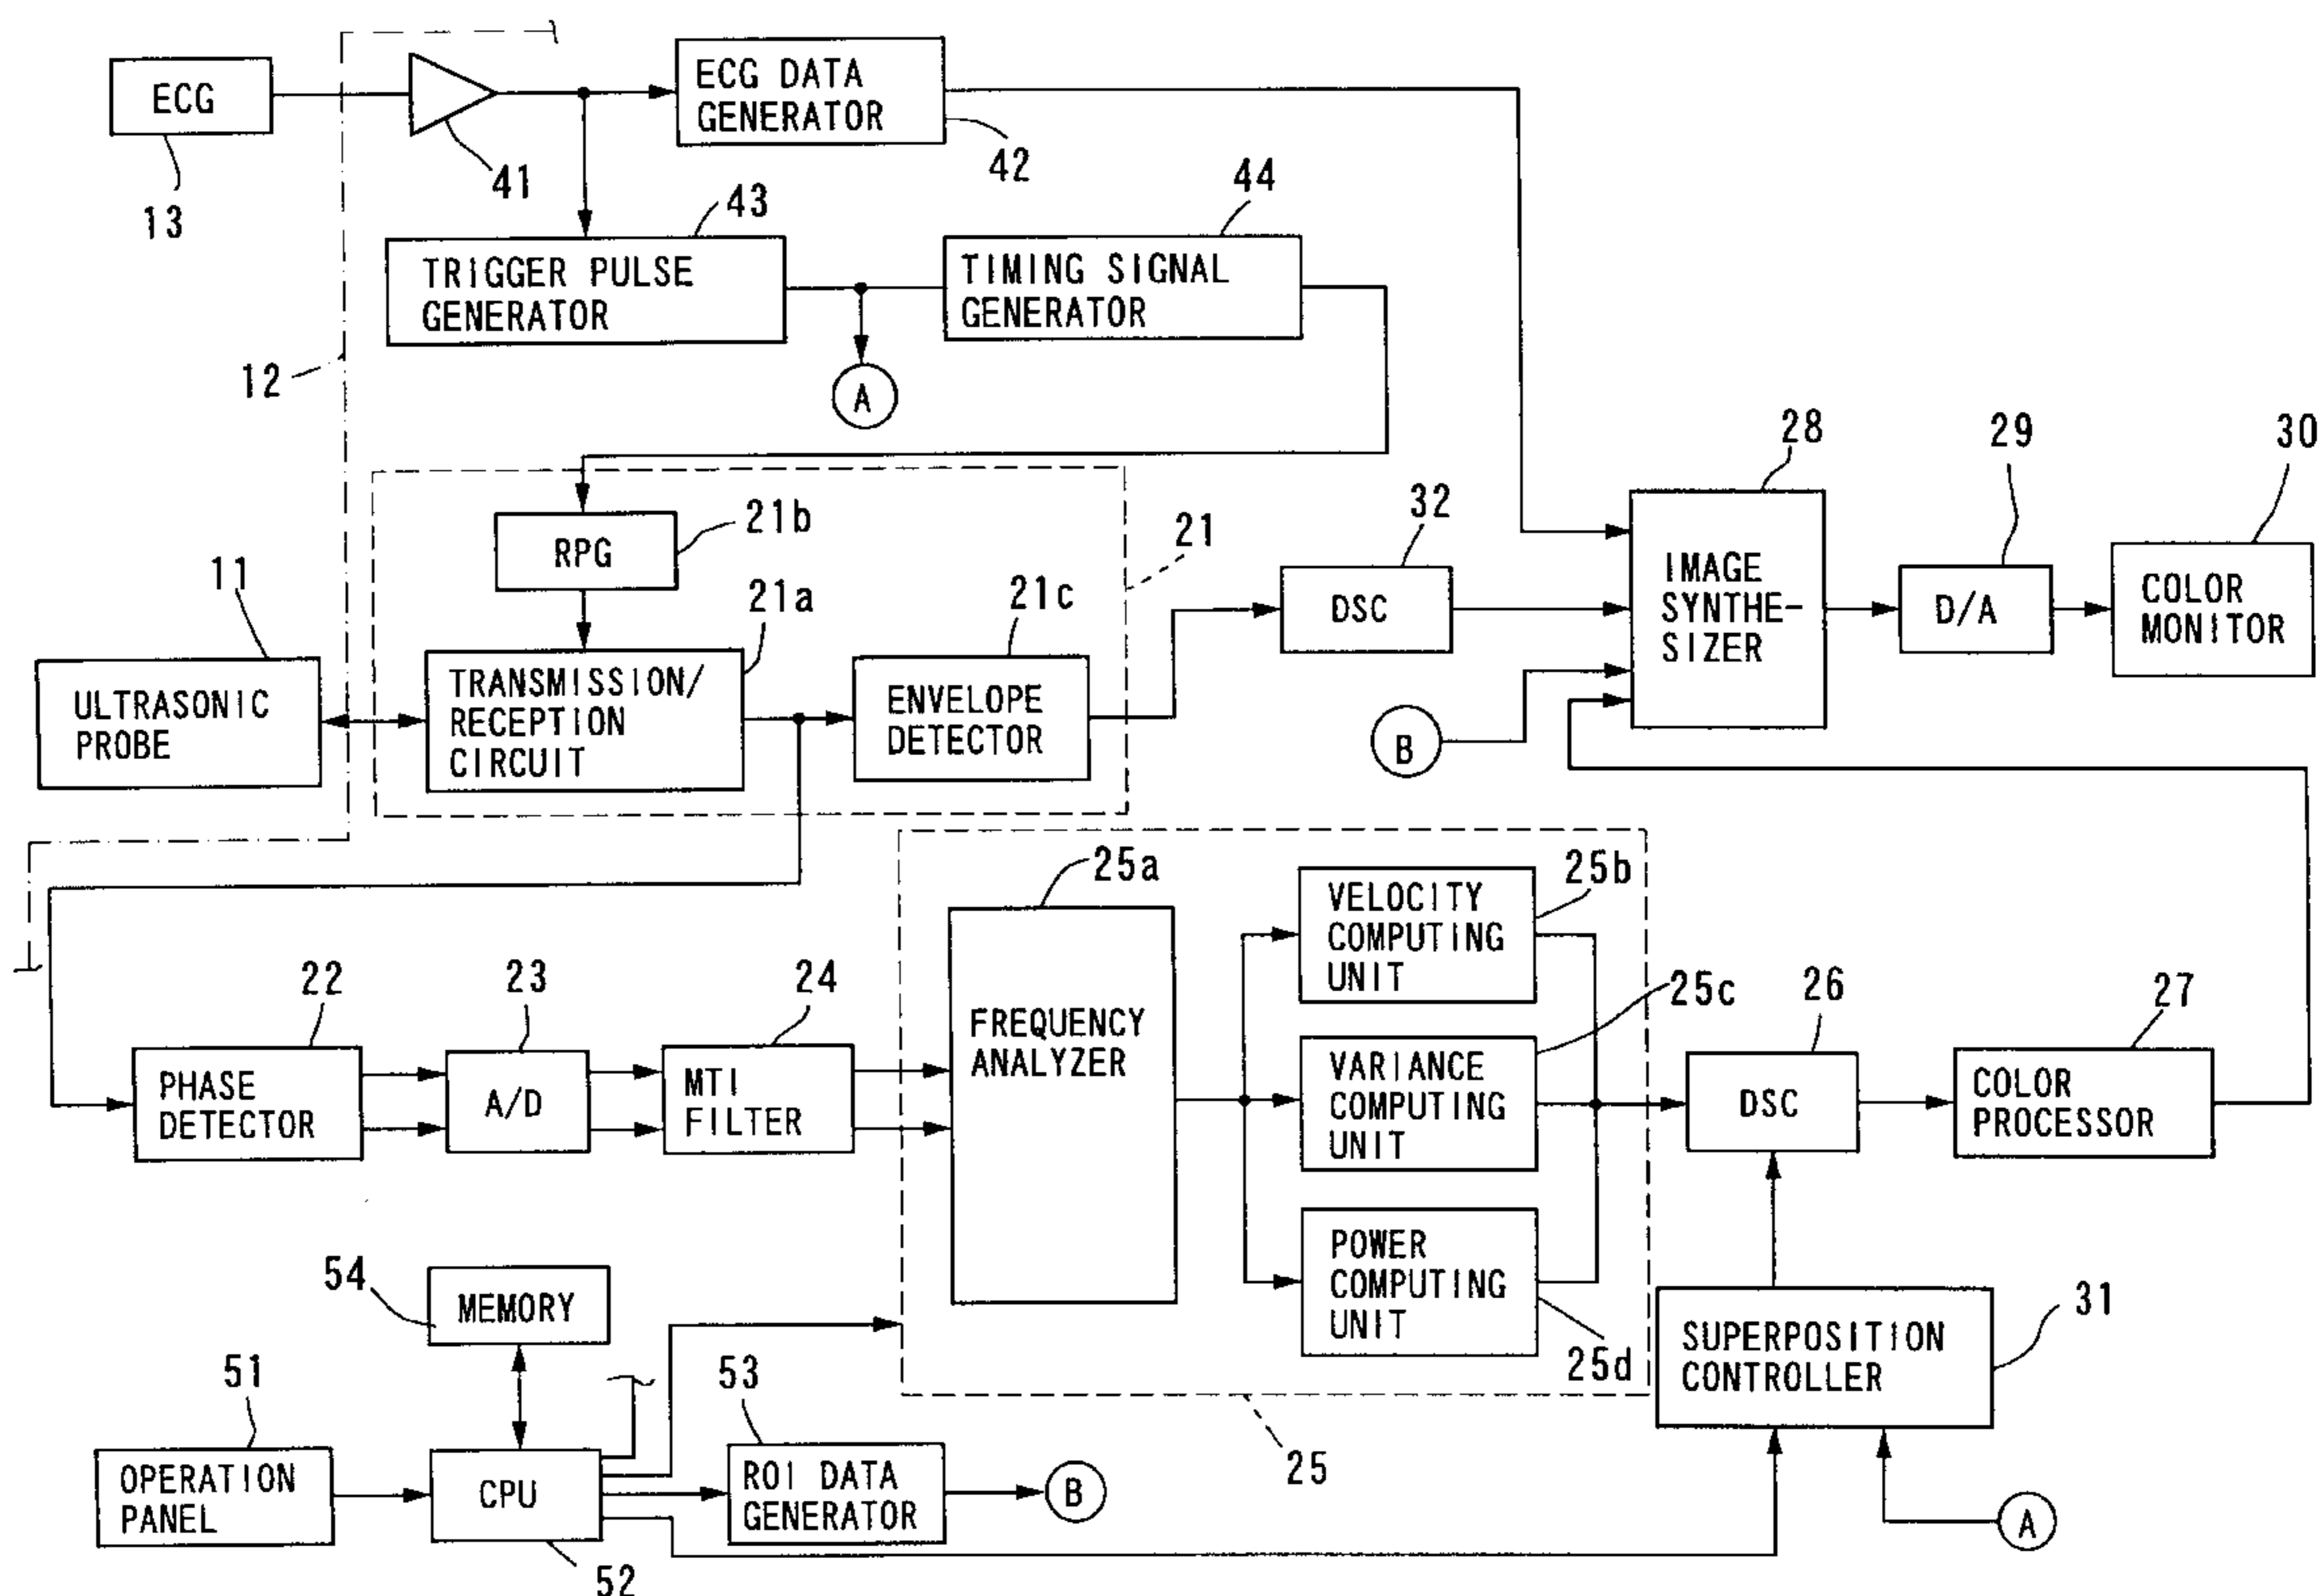 ECG
13
41
ECG DATA
GENERATOR
42
43
TRIGGER PULSE
GENERATOR
44
TIMING SIGNAL
GENERATOR
A
12
RPG
21b
21
21a
21c
11
ULTRASONIC
PROBE
TRANSMISSION/
RECEPTION
CIRCUIT
ENVELOPE
DETECTOR
32
DSC
B
28
IMAGE
SYNTHE-
SIZER
29
D/A
30
COLOR
MONITOR
22
PHASE
DETECTOR
23
A/D
24
MTI
FILTER
25a
FREQUENCY
ANALYZER
25b
VELOCITY
COMPUTING
UNIT
25c
VARIANCE
COMPUTING
UNIT
POWER
COMPUTING
UNIT
25d
25
26
DSC
27
COLOR
PROCESSOR
31
SUPERPOSITION
CONTROLLER
A
54
MEMORY
51
OPERATION
PANEL
CPU
52
53
ROI DATA
GENERATOR
B